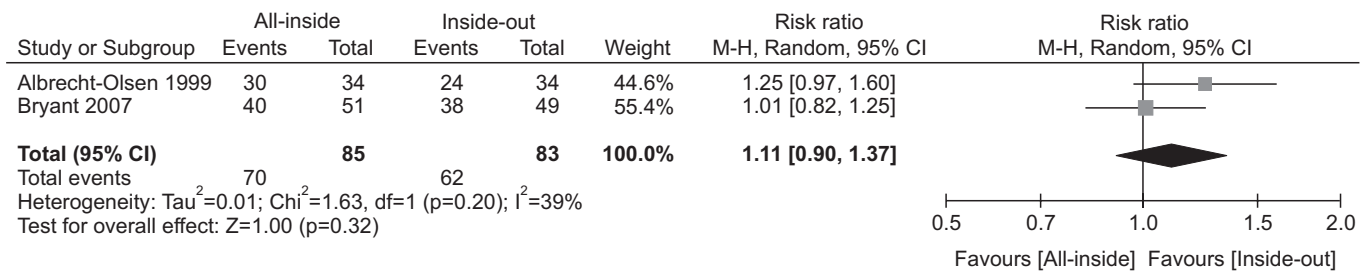 All-inside Inside-out Risk ratio Risk ratio
Study or Subgroup Events Total Events Total Weight M-H, Random, 95% CI M-H, Random, 95% CI
Albrecht-Olsen 1999 30 34 24 34 44.6% 1.25 [0.97, 1.60]
Bryant 2007 40 51 38 49 55.4% 1.01 [0.82, 1.25]
Total (95% CI) 85 83 100.0% 1.11 [0.90, 1.37]
Total events 70 62
Heterogeneity: Tau²=0.01; Chi²=1.63, df=1 (p=0.20); I²=39%
Test for overall effect: Z=1.00 (p=0.32)
0.5 0.7 1.0 1.5 2.0
Favours [All-inside] Favours [Inside-out]